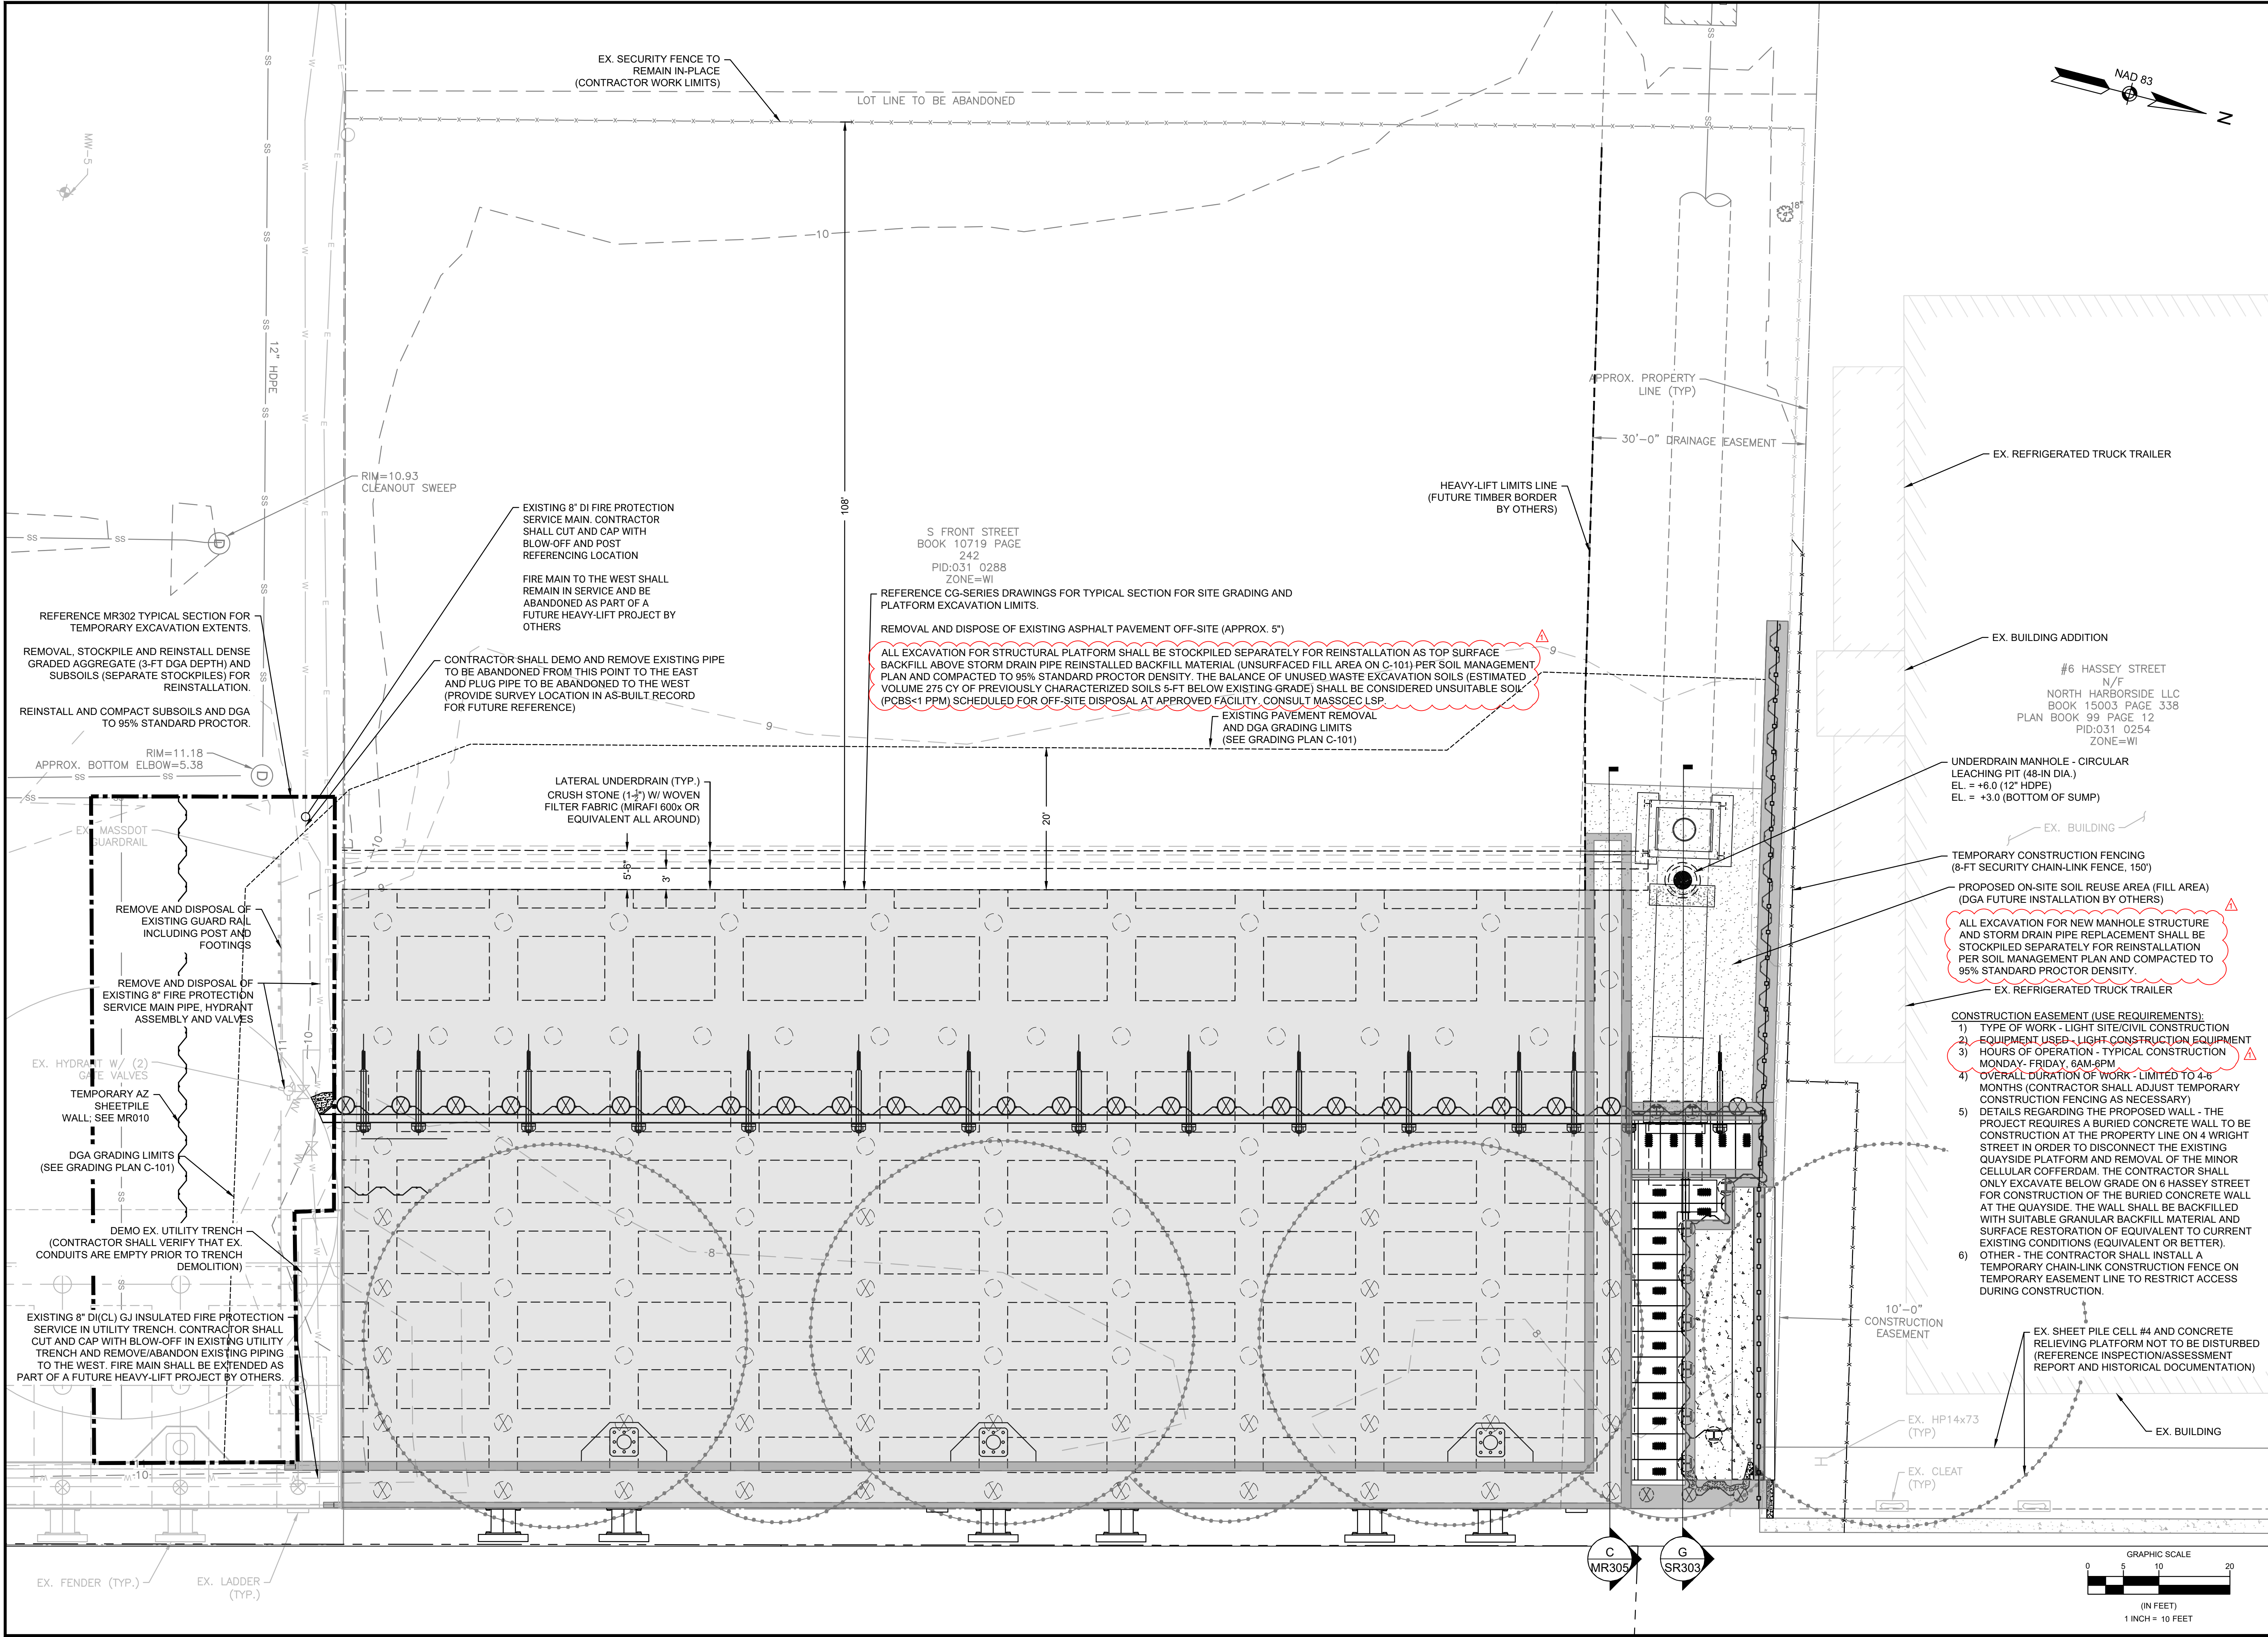 EX. SECURITY FENCE TO
REMAIN IN-PLACE
(CONTRACTOR WORK LIMITS)
LOT LINE TO BE ABANDONED
NAD 83
N
MW-5
12" HDPE
10
18"
APPROX. PROPERTY
LINE (TYP)
30'-0" DRAINAGE EASEMENT
EX. REFRIGERATED TRUCK TRAILER
RIM=10.93
CLEANOUT SWEEP
HEAVY-LIFT LIMITS LINE
(FUTURE TIMBER BORDER
BY OTHERS)
108'
EXISTING 8" DI FIRE PROTECTION
SERVICE MAIN. CONTRACTOR
SHALL CUT AND CAP WITH
BLOW-OFF AND POST
REFERENCING LOCATION
FIRE MAIN TO THE WEST SHALL
REMAIN IN SERVICE AND BE
ABANDONED AS PART OF A
FUTURE HEAVY-LIFT PROJECT BY
OTHERS
S FRONT STREET
BOOK 10719 PAGE
242
PID:031 0288
ZONE=WI
REFERENCE CG-SERIES DRAWINGS FOR TYPICAL SECTION FOR SITE GRADING AND
PLATFORM EXCAVATION LIMITS.
REMOVAL AND DISPOSE OF EXISTING ASPHALT PAVEMENT OFF-SITE (APPROX. 5")
1
ALL EXCAVATION FOR STRUCTURAL PLATFORM SHALL BE STOCKPILED SEPARATELY FOR REINSTALLATION AS TOP SURFACE
BACKFILL ABOVE STORM DRAIN PIPE REINSTALLED BACKFILL MATERIAL (UNSURFACED FILL AREA ON C-101) PER SOIL MANAGEMENT
PLAN AND COMPACTED TO 95% STANDARD PROCTOR DENSITY. THE BALANCE OF UNUSED WASTE EXCAVATION SOILS (ESTIMATED
VOLUME 275 CY OF PREVIOUSLY CHARACTERIZED SOILS 5-FT BELOW EXISTING GRADE) SHALL BE CONSIDERED UNSUITABLE SOIL
(PCBS<1 PPM) SCHEDULED FOR OFF-SITE DISPOSAL AT APPROVED FACILITY. CONSULT MASSCEC LSP.
9
EXISTING PAVEMENT REMOVAL
AND DGA GRADING LIMITS
(SEE GRADING PLAN C-101)
REFERENCE MR302 TYPICAL SECTION FOR
TEMPORARY EXCAVATION EXTENTS.
REMOVAL, STOCKPILE AND REINSTALL DENSE
GRADED AGGREGATE (3-FT DGA DEPTH) AND
SUBSOILS (SEPARATE STOCKPILES) FOR
REINSTALLATION.
REINSTALL AND COMPACT SUBSOILS AND DGA
TO 95% STANDARD PROCTOR.
CONTRACTOR SHALL DEMO AND REMOVE EXISTING PIPE
TO BE ABANDONED FROM THIS POINT TO THE EAST
AND PLUG PIPE TO BE ABANDONED TO THE WEST
(PROVIDE SURVEY LOCATION IN AS-BUILT RECORD
FOR FUTURE REFERENCE)
9
RIM=11.18
APPROX. BOTTOM ELBOW=5.38
LATERAL UNDERDRAIN (TYP.)
CRUSH STONE (1-½") W/ WOVEN
FILTER FABRIC (MIRAFI 600x OR
EQUIVALENT ALL AROUND)
5'-6"
3'
20'
EX. BUILDING ADDITION
#6 HASSEY STREET
N/F
NORTH HARBORSIDE LLC
BOOK 15003 PAGE 338
PLAN BOOK 99 PAGE 12
PID:031 0254
ZONE=WI
UNDERDRAIN MANHOLE - CIRCULAR
LEACHING PIT (48-IN DIA.)
EL. = +6.0 (12" HDPE)
EL. = +3.0 (BOTTOM OF SUMP)
EX. BUILDING
TEMPORARY CONSTRUCTION FENCING
(8-FT SECURITY CHAIN-LINK FENCE, 150')
PROPOSED ON-SITE SOIL REUSE AREA (FILL AREA)
(DGA FUTURE INSTALLATION BY OTHERS)
1
ALL EXCAVATION FOR NEW MANHOLE STRUCTURE
AND STORM DRAIN PIPE REPLACEMENT SHALL BE
STOCKPILED SEPARATELY FOR REINSTALLATION
PER SOIL MANAGEMENT PLAN AND COMPACTED TO
95% STANDARD PROCTOR DENSITY.
EX. REFRIGERATED TRUCK TRAILER
CONSTRUCTION EASEMENT (USE REQUIREMENTS):
1) TYPE OF WORK - LIGHT SITE/CIVIL CONSTRUCTION
2) EQUIPMENT USED - LIGHT CONSTRUCTION EQUIPMENT
3) HOURS OF OPERATION - TYPICAL CONSTRUCTION
MONDAY- FRIDAY, 6AM-6PM
1
4) OVERALL DURATION OF WORK - LIMITED TO 4-6
MONTHS (CONTRACTOR SHALL ADJUST TEMPORARY
CONSTRUCTION FENCING AS NECESSARY)
5) DETAILS REGARDING THE PROPOSED WALL - THE
PROJECT REQUIRES A BURIED CONCRETE WALL TO BE
CONSTRUCTION AT THE PROPERTY LINE ON 4 WRIGHT
STREET IN ORDER TO DISCONNECT THE EXISTING
QUAYSIDE PLATFORM AND REMOVAL OF THE MINOR
CELLULAR COFFERDAM. THE CONTRACTOR SHALL
ONLY EXCAVATE BELOW GRADE ON 6 HASSEY STREET
FOR CONSTRUCTION OF THE BURIED CONCRETE WALL
AT THE QUAYSIDE. THE WALL SHALL BE BACKFILLED
WITH SUITABLE GRANULAR BACKFILL MATERIAL AND
SURFACE RESTORATION OF EQUIVALENT TO CURRENT
EXISTING CONDITIONS (EQUIVALENT OR BETTER).
6) OTHER - THE CONTRACTOR SHALL INSTALL A
TEMPORARY CHAIN-LINK CONSTRUCTION FENCE ON
TEMPORARY EASEMENT LINE TO RESTRICT ACCESS
DURING CONSTRUCTION.
EX. MASSDOT
GUARDRAIL
REMOVE AND DISPOSAL OF
EXISTING GUARD RAIL
INCLUDING POST AND
FOOTINGS
REMOVE AND DISPOSAL OF
EXISTING 8" FIRE PROTECTION
SERVICE MAIN PIPE, HYDRANT
ASSEMBLY AND VALVES
EX. HYDRANT W/ (2)
GATE VALVES
TEMPORARY AZ
SHEETPILE
WALL; SEE MR010
DGA GRADING LIMITS
(SEE GRADING PLAN C-101)
DEMO EX. UTILITY TRENCH
(CONTRACTOR SHALL VERIFY THAT EX.
CONDUITS ARE EMPTY PRIOR TO TRENCH
DEMOLITION)
EXISTING 8" DI(CL) GJ INSULATED FIRE PROTECTION
SERVICE IN UTILITY TRENCH. CONTRACTOR SHALL
CUT AND CAP WITH BLOW-OFF IN EXISTING UTILITY
TRENCH AND REMOVE/ABANDON EXISTING PIPING
TO THE WEST. FIRE MAIN SHALL BE EXTENDED AS
PART OF A FUTURE HEAVY-LIFT PROJECT BY OTHERS.
10
9
11
10
8
8
10
10'-0"
CONSTRUCTION
EASEMENT
EX. SHEET PILE CELL #4 AND CONCRETE
RELIEVING PLATFORM NOT TO BE DISTURBED
(REFERENCE INSPECTION/ASSESSMENT
REPORT AND HISTORICAL DOCUMENTATION)
EX. HP14x73
(TYP)
EX. BUILDING
EX. CLEAT
(TYP)
EX. FENDER (TYP.)
EX. LADDER
(TYP.)
C
MR305
G
SR303
GRAPHIC SCALE
0 5 10 20
(IN FEET)
1 INCH = 10 FEET